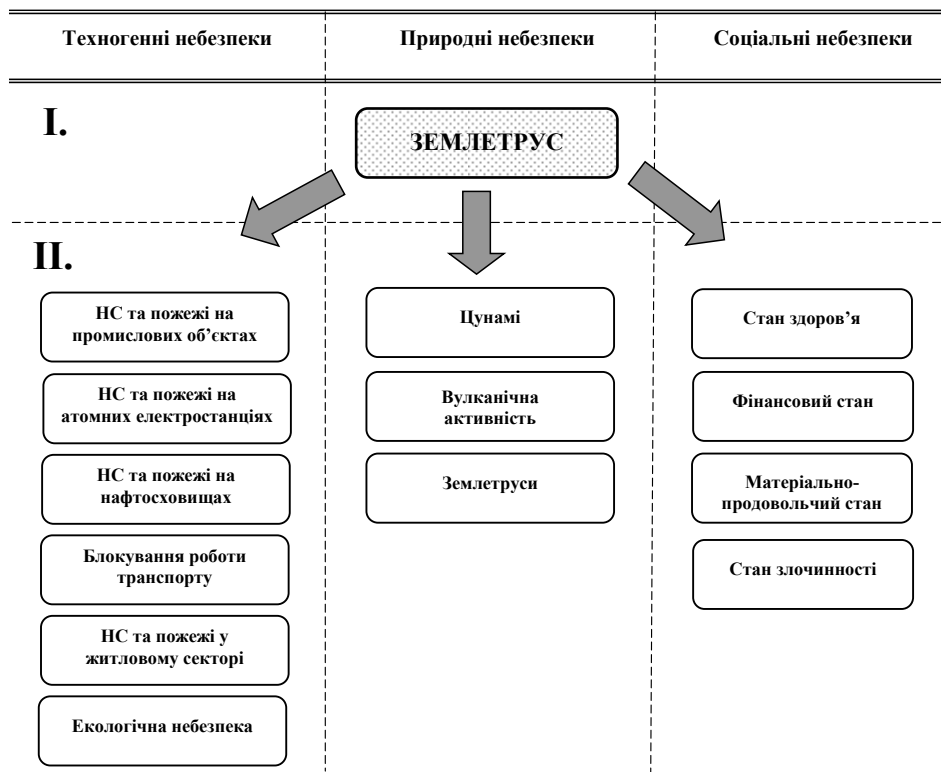 Техногенні небезпеки
Природні небезпеки
Соціальні небезпеки
I.
ЗЕМЛЕТРУС
II.
НС та пожежі на
промислових об’єктах
НС та пожежі на
атомних електростанціях
НС та пожежі на
нафтосховищах
Блокування роботи
транспорту
НС та пожежі у
житловому секторі
Екологічна небезпека
Цунамі
Вулканічна
активність
Землетруси
Стан здоров’я
Фінансовий стан
Матеріально-
продовольчий стан
Стан злочинності